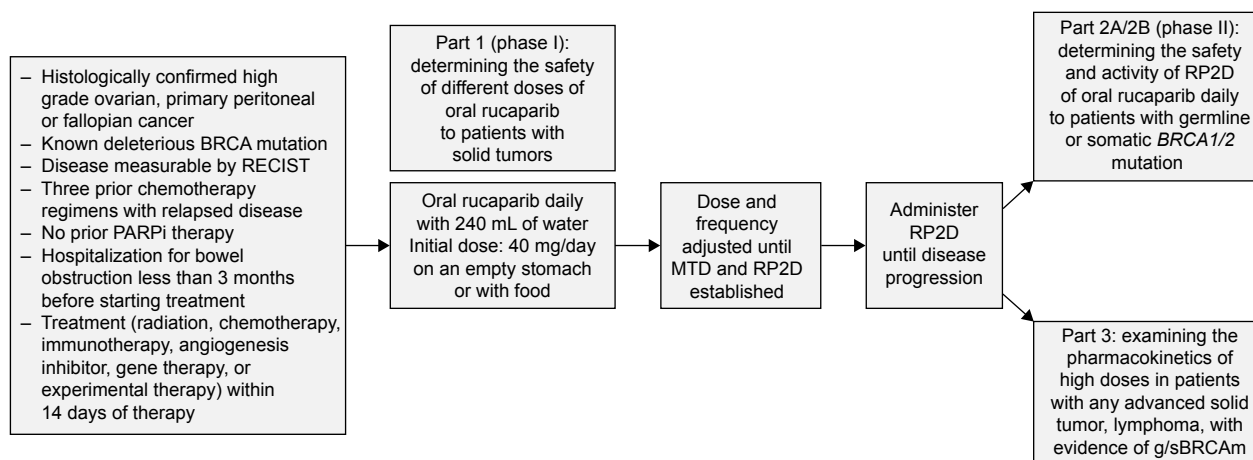 – Histologically confirmed high
grade ovarian, primary peritoneal
or fallopian cancer
– Known deleterious BRCA mutation
– Disease measurable by RECIST
– Three prior chemotherapy
regimens with relapsed disease
– No prior PARPi therapy
– Hospitalization for bowel
obstruction less than 3 months
before starting treatment
– Treatment (radiation, chemotherapy,
immunotherapy, angiogenesis
inhibitor, gene therapy, or
experimental therapy) within
14 days of therapy
Part 1 (phase I):
determining the safety
of different doses of
oral rucaparib
to patients with
solid tumors
Oral rucaparib daily
with 240 mL of water
Initial dose: 40 mg/day
on an empty stomach
or with food
Dose and
frequency
adjusted until
MTD and RP2D
established
Administer
RP2D
until disease
progression
Part 2A/2B (phase II):
determining the safety
and activity of RP2D
of oral rucaparib daily
to patients with germline
or somatic BRCA1/2
mutation
Part 3: examining the
pharmacokinetics of
high doses in patients
with any advanced solid
tumor, lymphoma, with
evidence of g/sBRCAm